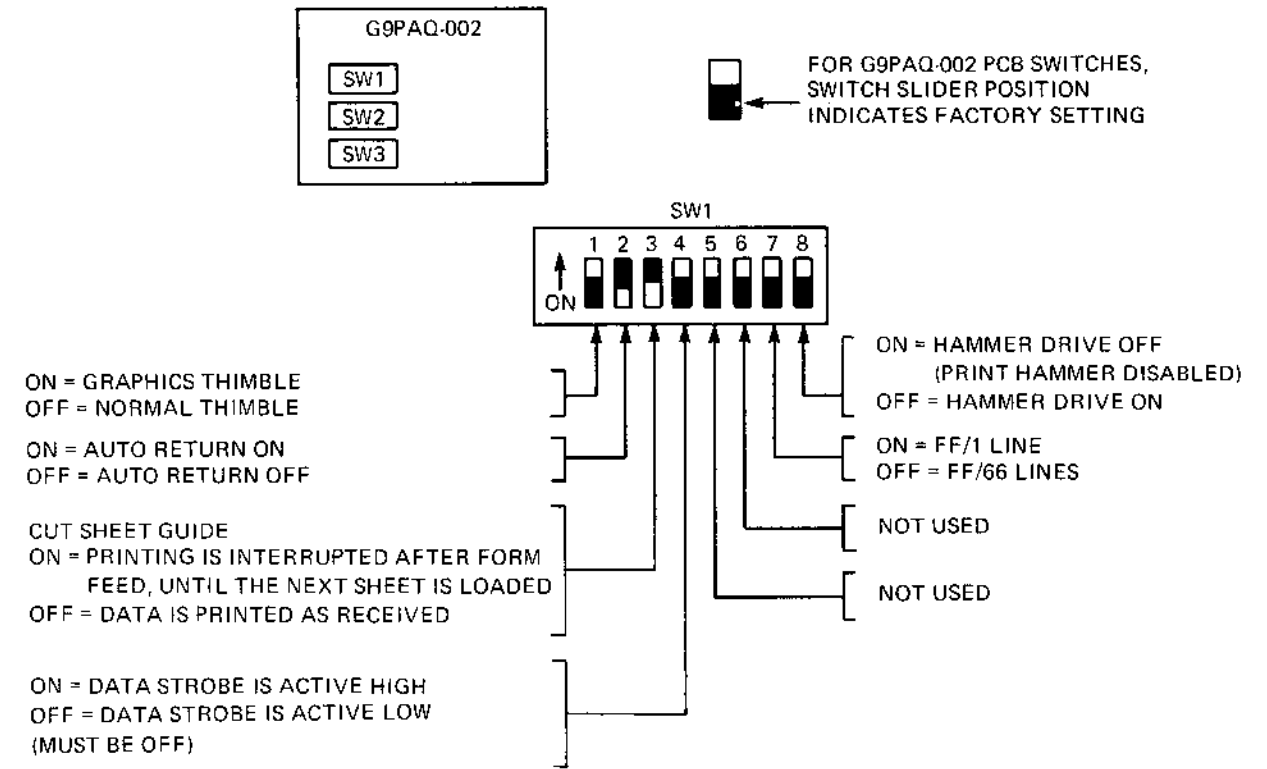 G9PAQ-002
SW1
SW2
SW3
FOR G9PAQ-002 PCB SWITCHES,
SWITCH SLIDER POSITION
INDICATES FACTORY SETTING
SW1
1 2 3 4 5 6 7 8
ON
ON = GRAPHICS THIMBLE
OFF = NORMAL THIMBLE
ON = AUTO RETURN ON
OFF = AUTO RETURN OFF
CUT SHEET GUIDE
ON = PRINTING IS INTERRUPTED AFTER FORM
FEED, UNTIL THE NEXT SHEET IS LOADED
OFF = DATA IS PRINTED AS RECEIVED
ON = DATA STROBE IS ACTIVE HIGH
OFF = DATA STROBE IS ACTIVE LOW
(MUST BE OFF)
ON = HAMMER DRIVE OFF
(PRINT HAMMER DISABLED)
OFF = HAMMER DRIVE ON
ON = FF/1 LINE
OFF = FF/66 LINES
NOT USED
NOT USED